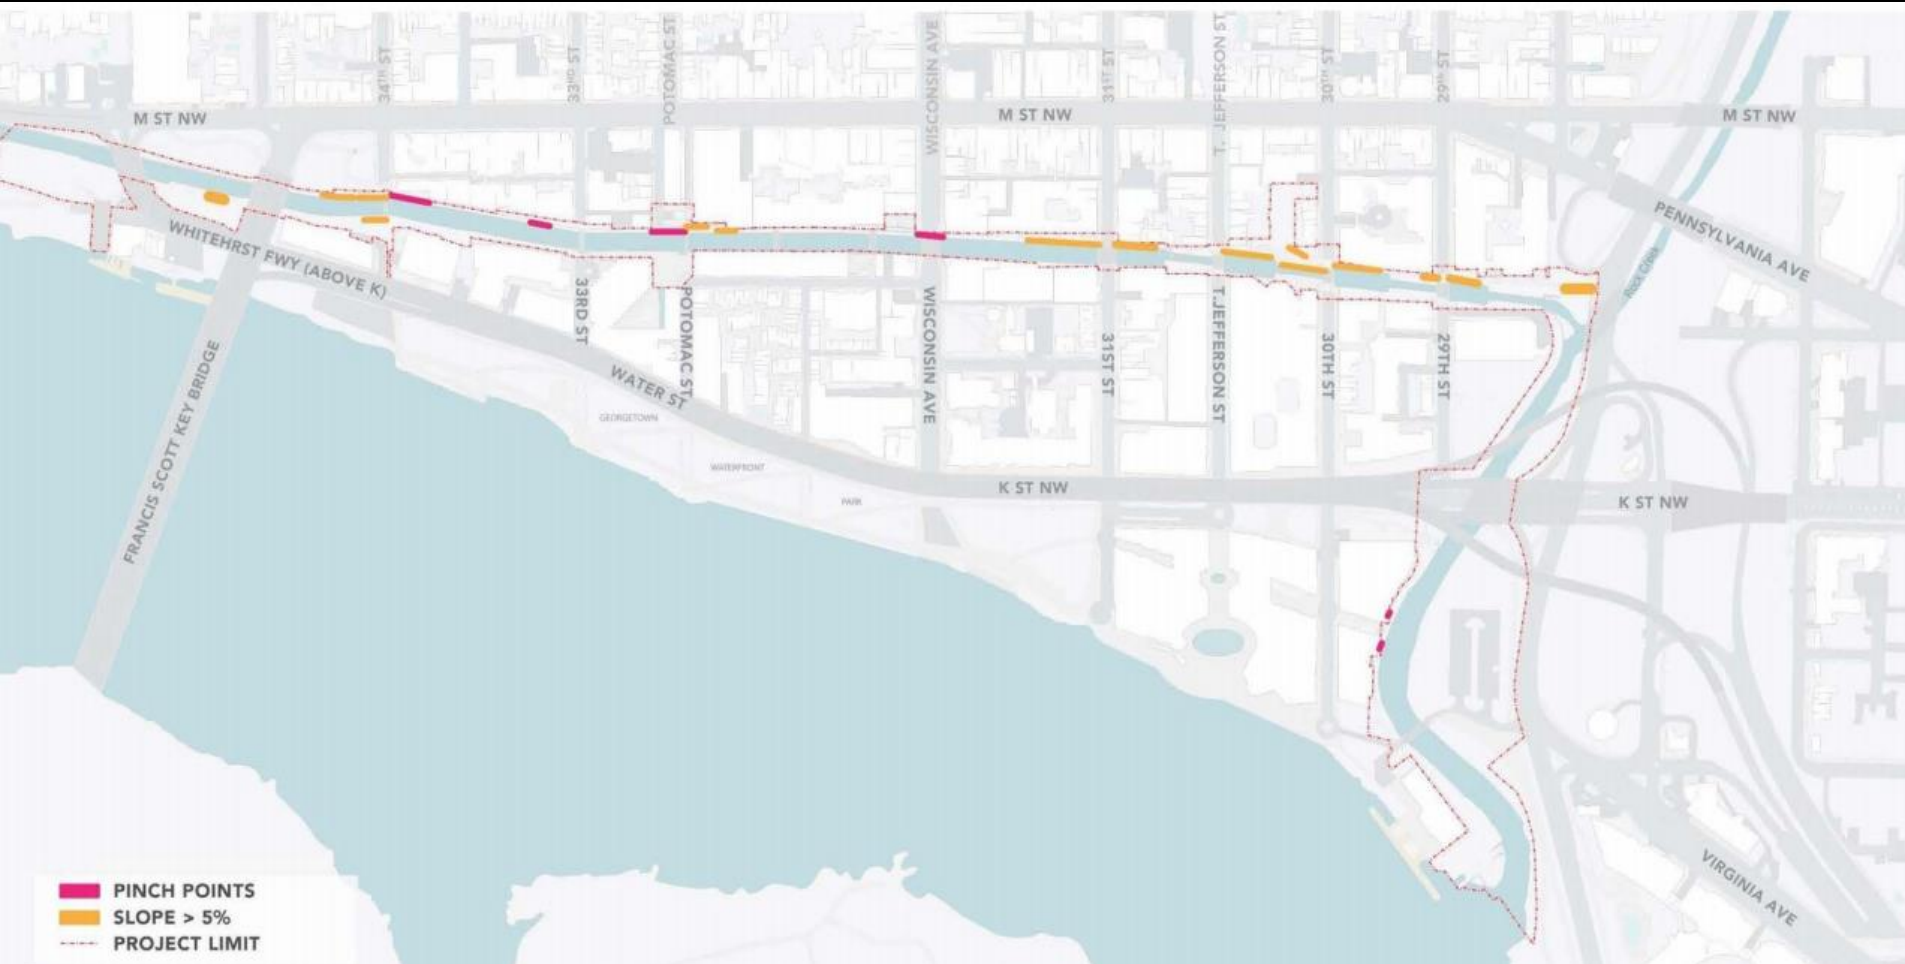 34TH ST
33RD ST
POTOMAC ST
WISCONSIN AVE
31ST ST
T. JEFFERSON ST
30TH ST
29TH ST
M ST NW
M ST NW
M ST NW
PENNSYLVANIA AVE
Rock Creek
WHITEHRST FWY (ABOVE K)
33RD ST
POTOMAC ST
WISCONSIN AVE
31ST ST
T.JEFFERSON ST
30TH ST
29TH ST
FRANCIS SCOTT KEY BRIDGE
WATER ST
GEORGETOWN
WATERFRONT
PARK
K ST NW
K ST NW
VIRGINIA AVE
PINCH POINTS
SLOPE > 5%
PROJECT LIMIT